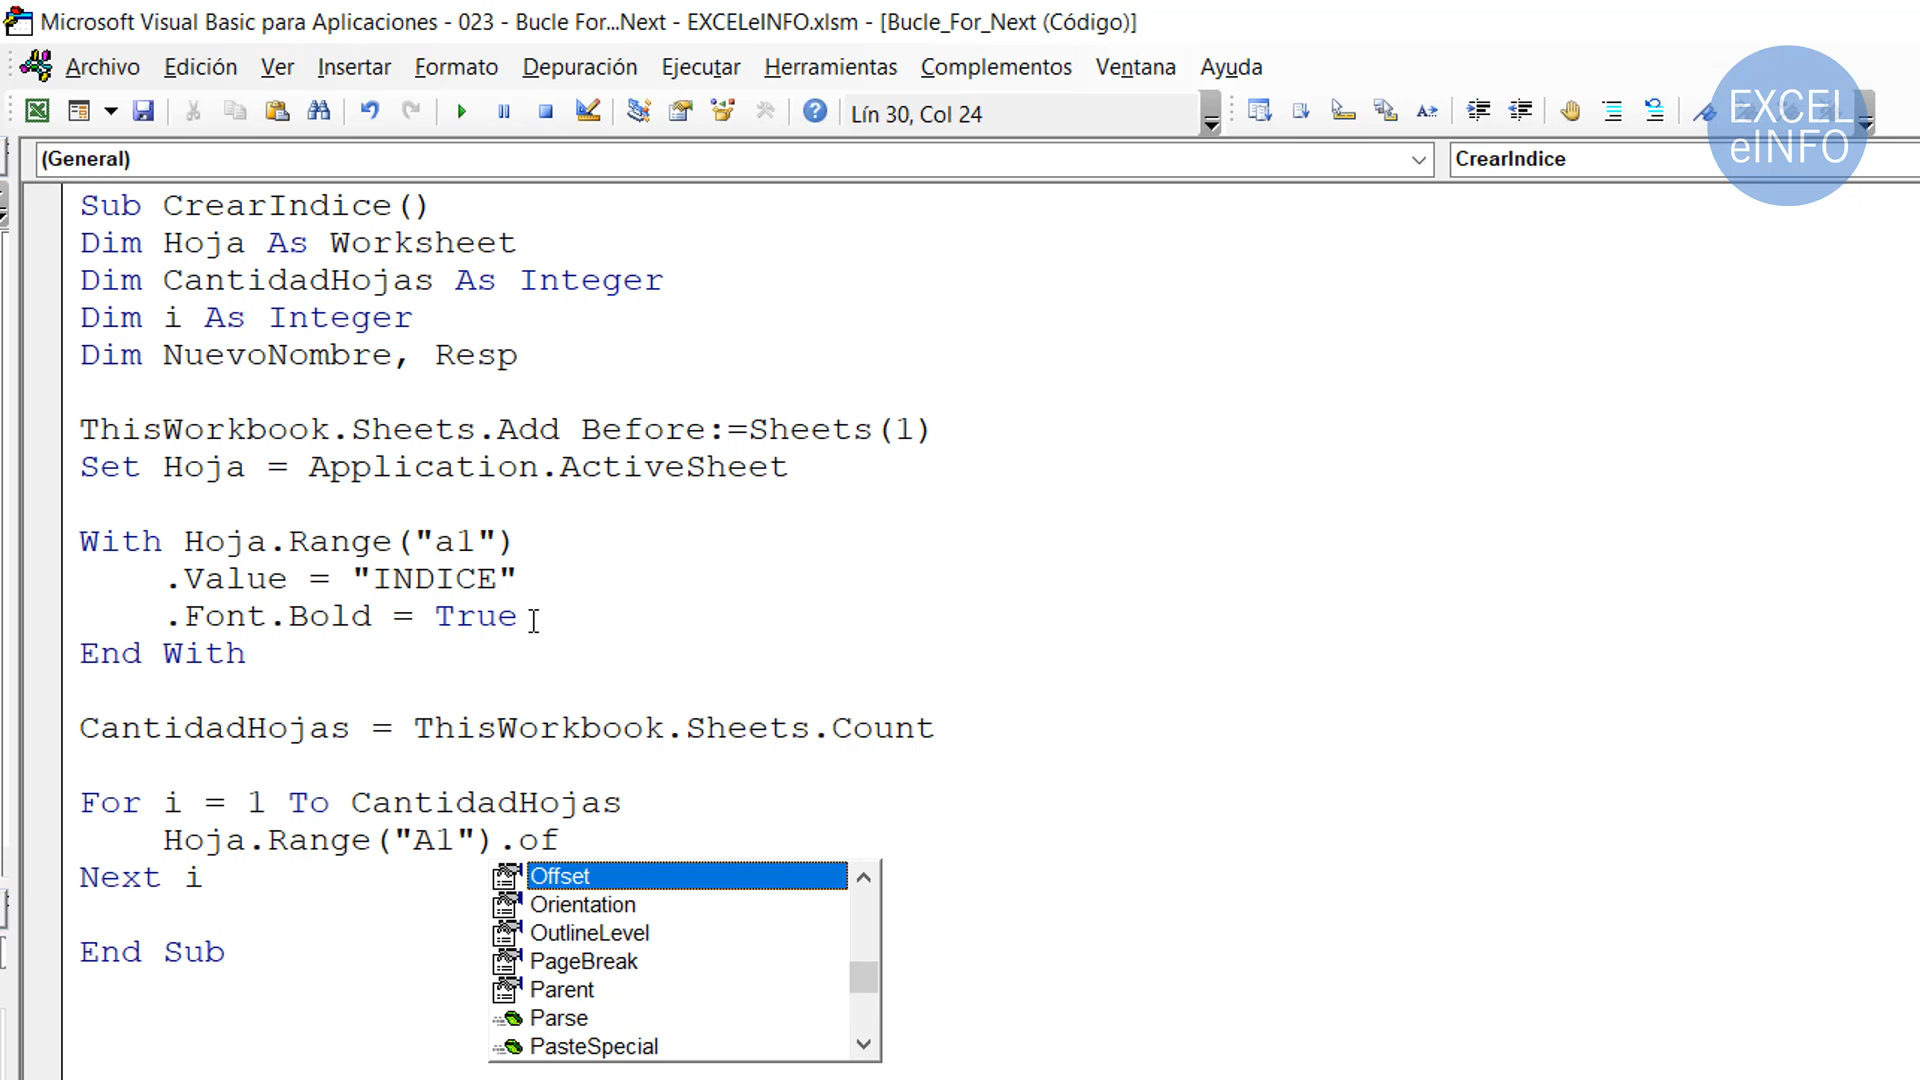 Microsoft Visual Basic para Aplicaciones - 023 - Bucle For...Next - EXCELeINFO.xlsm - [Bucle_For_Next (Código)]
Archivo Edición Ver Insertar Formato Depuración Ejecutar Herramientas Complementos Ventana Ayuda
Lín 30, Col 24
EXCEL
eINFO
(General)
CrearIndice
Sub CrearIndice()
Dim Hoja As Worksheet
Dim CantidadHojas As Integer
Dim i As Integer
Dim NuevoNombre, Resp
ThisWorkbook.Sheets.Add Before:=Sheets(1)
Set Hoja = Application.ActiveSheet
With Hoja.Range("a1")
.Value = "INDICE"
.Font.Bold = True
End With
CantidadHojas = ThisWorkbook.Sheets.Count
For i = 1 To CantidadHojas
Hoja.Range("A1").of
Next i
End Sub
Offset
Orientation
OutlineLevel
PageBreak
Parent
Parse
PasteSpecial